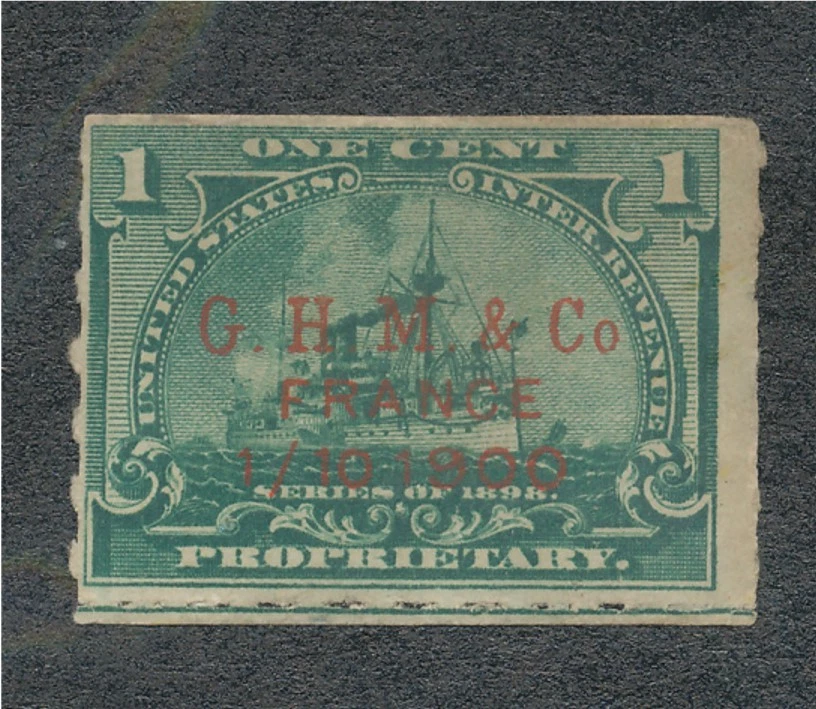 ONE CENT
1 1
UNITED STATES INTER. REVENUE
G. H. M. & Co
FRANCE
1/10 1900
SERIES OF 1898.
PROPRIETARY.